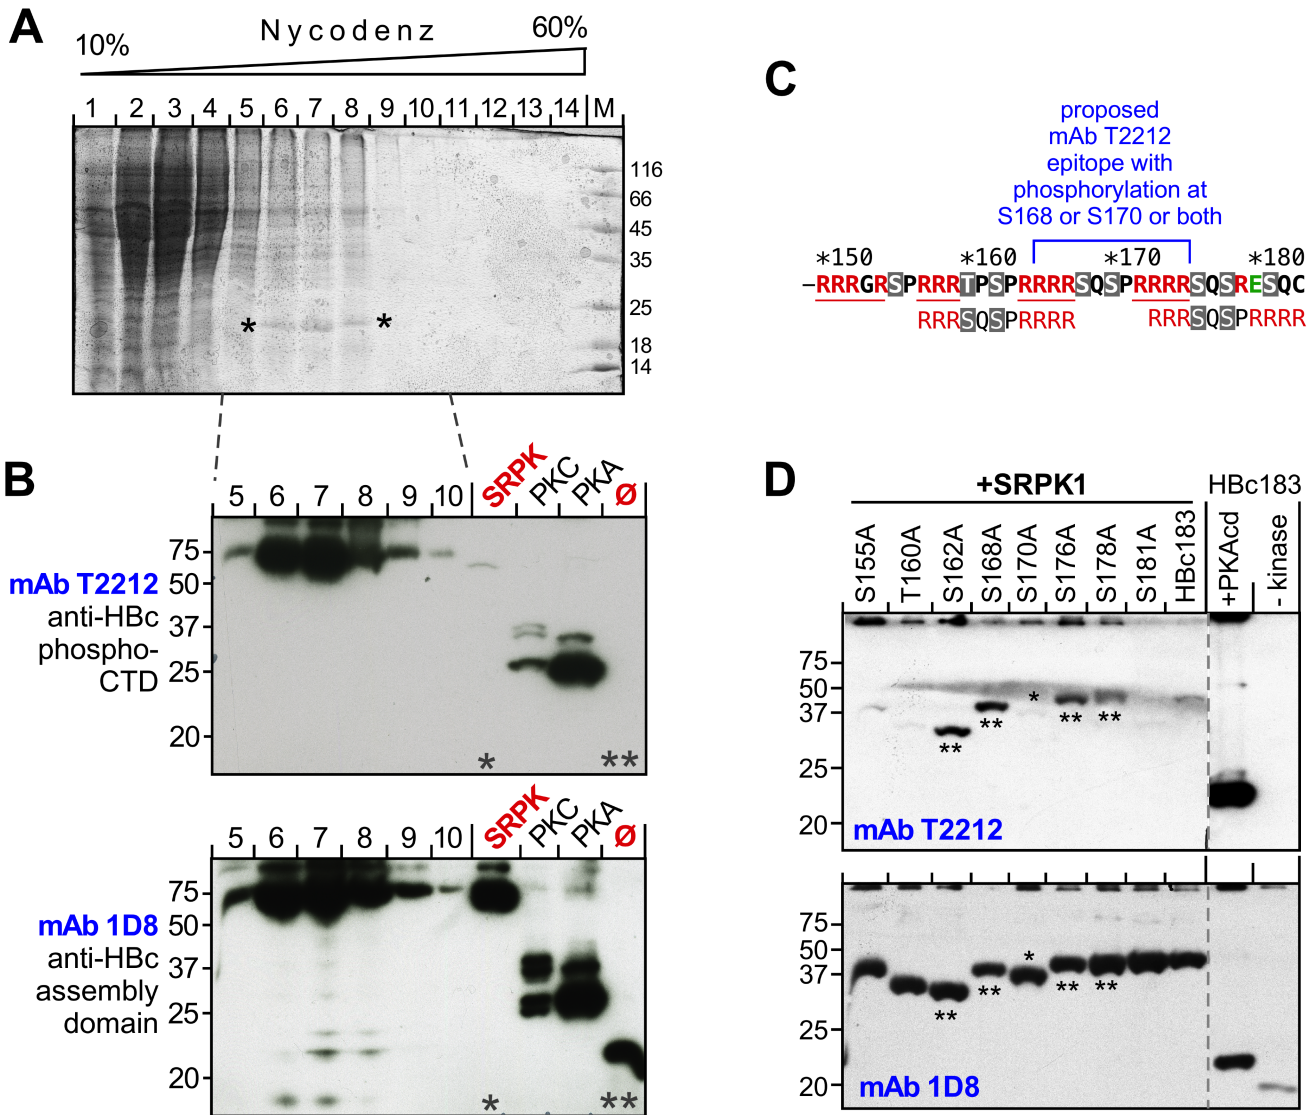 A
10%
Nycodenz
60%
1 2 3 4 5 6 7 8 9 10 11 12 13 14 M
116
66
45
35
25
18
14
* *
B
5 6 7 8 9 10 SRPK PKC PKA Ø
75
50
37
25
20
mAb T2212
anti-HBc
phospho-
CTD
* **
5 6 7 8 9 10 SRPK PKC PKA Ø
75
50
37
25
20
mAb 1D8
anti-HBc
assembly
domain
* **
C
proposed
mAb T2212
epitope with
phosphorylation at
S168 or S170 or both
*150 *160 *170 *180
–RRRGRSPRRRTPSPRRRRSQSPRRRRSQSRESQC
RRRSQSPRRRR RRRSQSPRRRR
D
+SRPK1 HBc183
S155A T160A S162A S168A S170A S176A S178A S181A HBc183 +PKAcd - kinase
75
50
37
25
20
** ** * ** **
mAb T2212
75
50
37
25
20
** ** * ** **
mAb 1D8